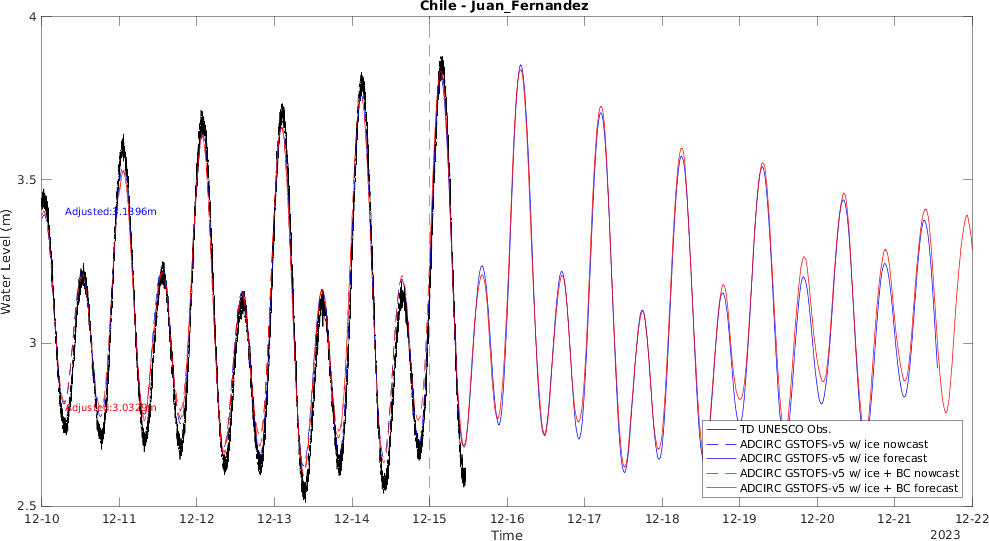 Chile - Juan_Fernandez
4
3.5
3
2.5
Water Level (m)
Adjusted:3.1396m
Adjusted:3.0329m
TD UNESCO Obs.
ADCIRC GSTOFS-v5 w/ ice nowcast
ADCIRC GSTOFS-v5 w/ ice forecast
ADCIRC GSTOFS-v5 w/ ice + BC nowcast
ADCIRC GSTOFS-v5 w/ ice + BC forecast
12-10 12-11 12-12 12-13 12-14 12-15 12-16 12-17 12-18 12-19 12-20 12-21 12-22
Time
2023